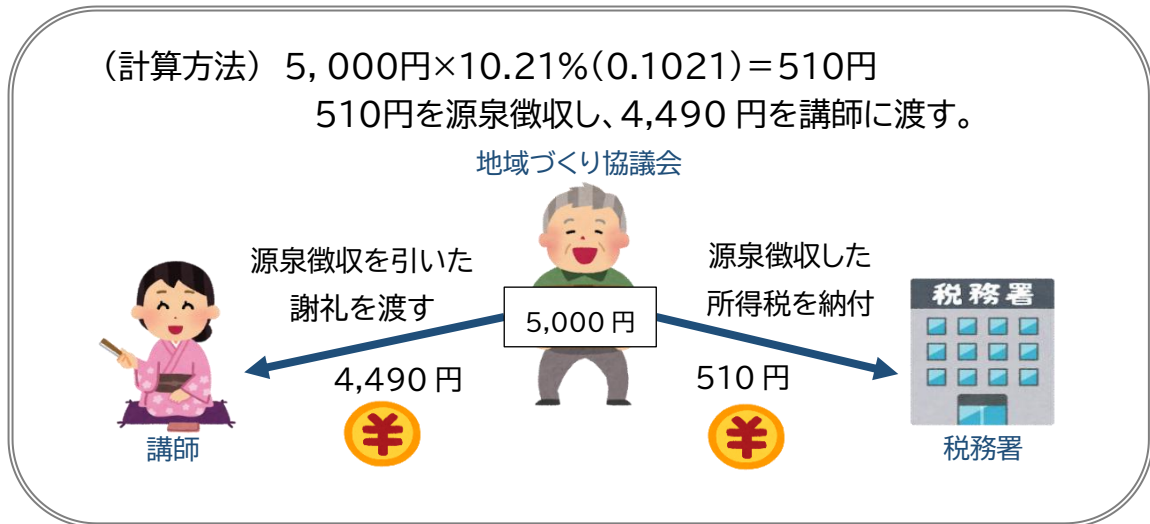 （計算方法） 5，000円×10.21％(0.1021)＝510円
510円を源泉徴収し、4,490 円を講師に渡す。
地域づくり協議会
源泉徴収を引いた
謝礼を渡す
源泉徴収した
所得税を納付
税務署
5,000 円
4,490 円
510 円
¥
¥
講師
税務署